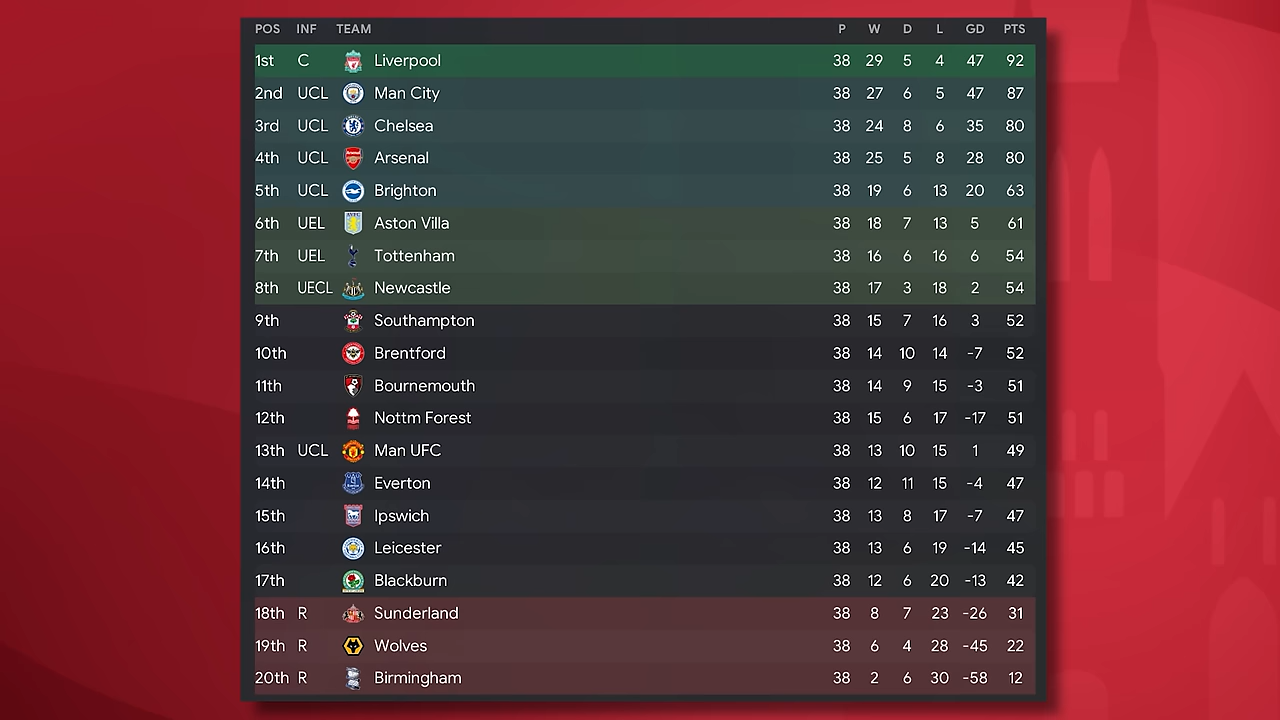 POS INF TEAM P W D L GD PTS
1st C Liverpool 38 29 5 4 47 92
2nd UCL Man City 38 27 6 5 47 87
3rd UCL Chelsea 38 24 8 6 35 80
4th UCL Arsenal 38 25 5 8 28 80
5th UCL Brighton 38 19 6 13 20 63
6th UEL Aston Villa 38 18 7 13 5 61
7th UEL Tottenham 38 16 6 16 6 54
8th UECL Newcastle 38 17 3 18 2 54
9th Southampton 38 15 7 16 3 52
10th Brentford 38 14 10 14 -7 52
11th Bournemouth 38 14 9 15 -3 51
12th Nottm Forest 38 15 6 17 -17 51
13th UCL Man UFC 38 13 10 15 1 49
14th Everton 38 12 11 15 -4 47
15th Ipswich 38 13 8 17 -7 47
16th Leicester 38 13 6 19 -14 45
17th Blackburn 38 12 6 20 -13 42
18th R Sunderland 38 8 7 23 -26 31
19th R Wolves 38 6 4 28 -45 22
20th R Birmingham 38 2 6 30 -58 12